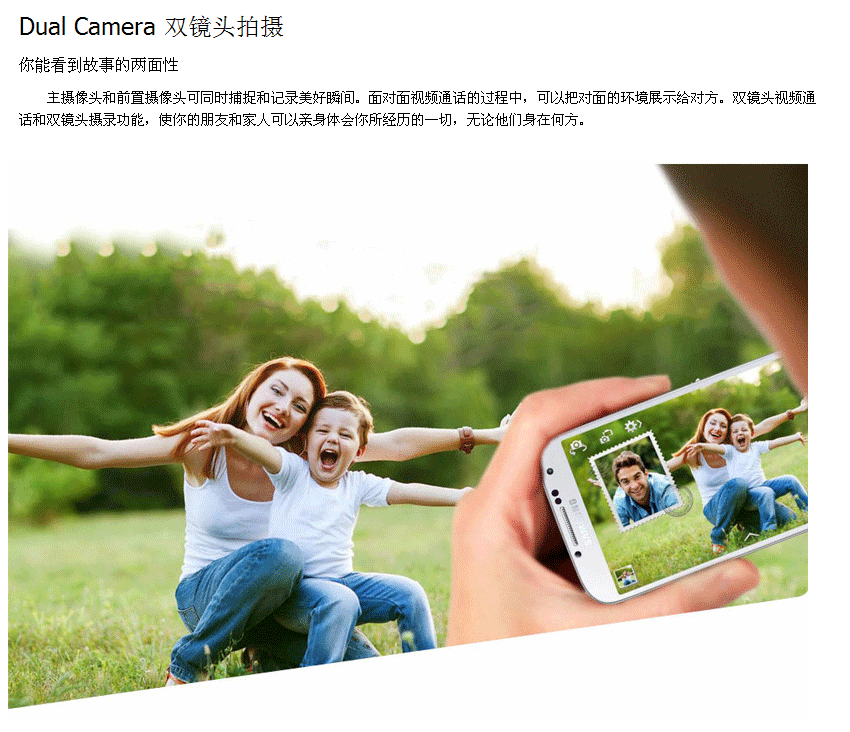 Dual Camera 双镜头拍摄
你能看到故事的两面性
主摄像头和前置摄像头可同时捕捉和记录美好瞬间。面对面视频通话的过程中，可以把对面的环境展示给对方。双镜头视频通
话和双镜头摄录功能，使你的朋友和家人可以亲身体会你所经历的一切，无论他们身在何方。
SAMSUNG